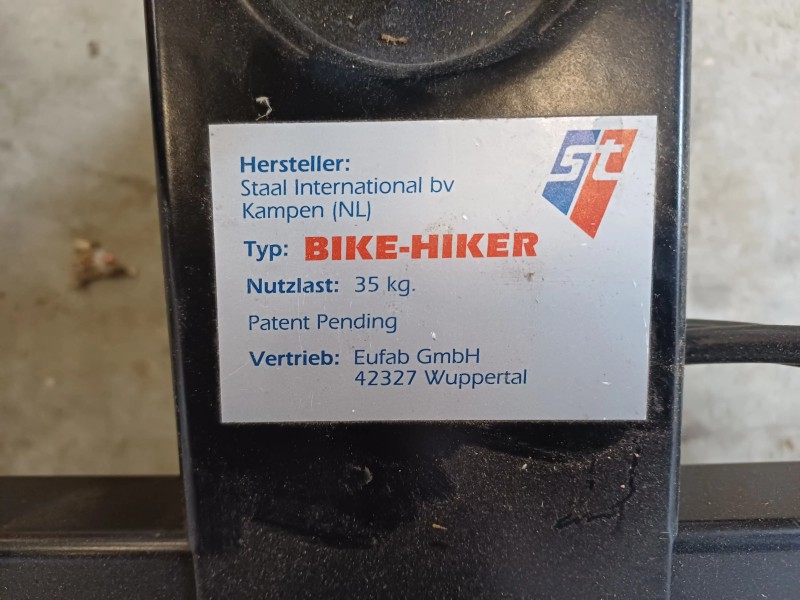 st
Hersteller:
Staal International bv
Kampen (NL)
Typ: BIKE-HIKER
Nutzlast: 35 kg.
Patent Pending
Vertrieb: Eufab GmbH
42327 Wuppertal